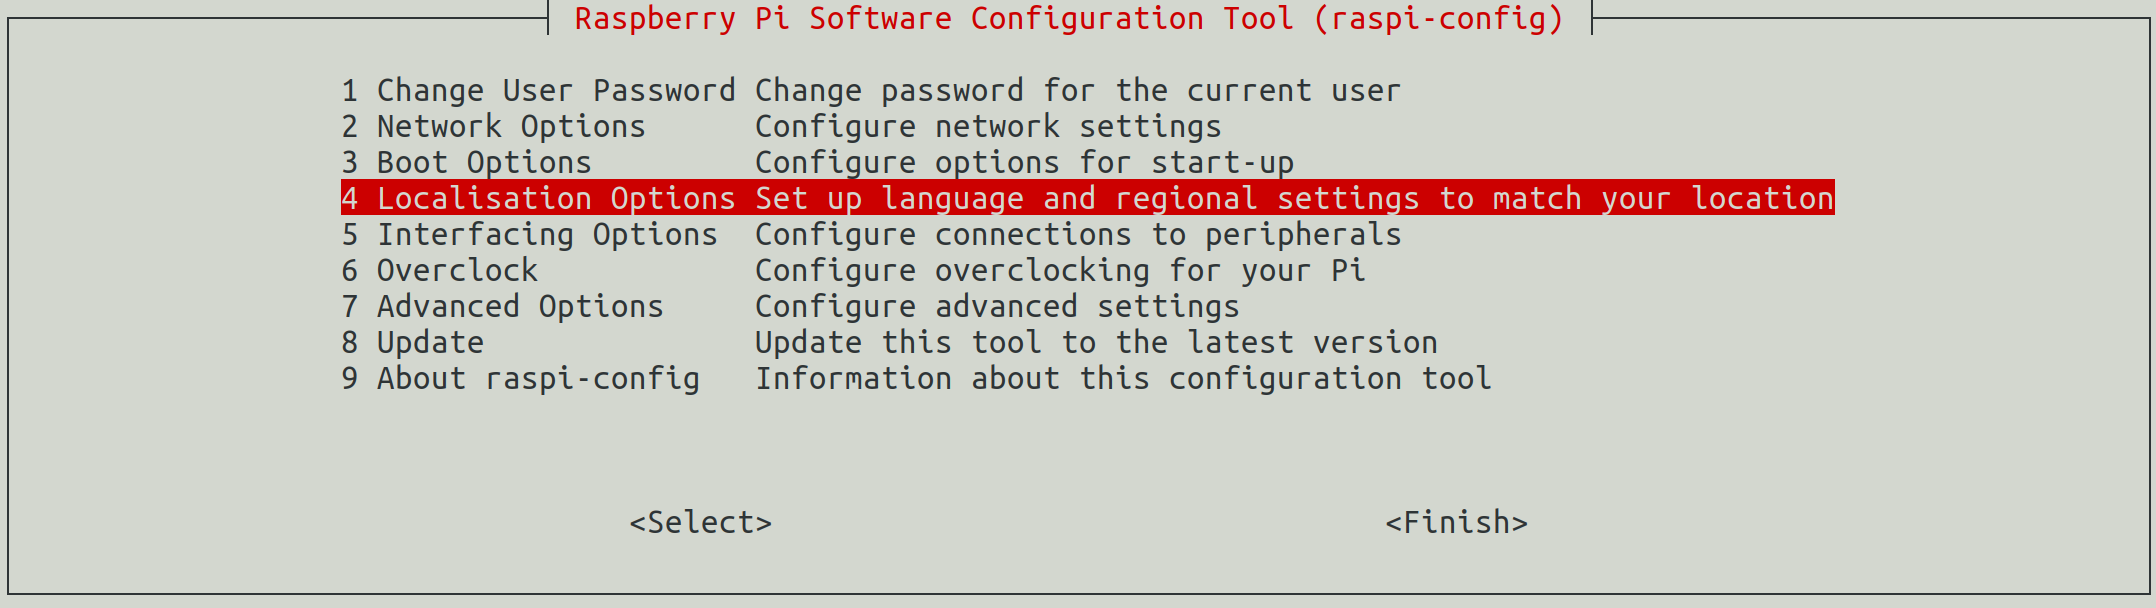 Raspberry Pi Software Configuration Tool (raspi-config)
1 Change User Password Change password for the current user
2 Network Options Configure network settings
3 Boot Options Configure options for start-up
4 Localisation Options Set up language and regional settings to match your location
5 Interfacing Options Configure connections to peripherals
6 Overclock Configure overclocking for your Pi
7 Advanced Options Configure advanced settings
8 Update Update this tool to the latest version
9 About raspi-config Information about this configuration tool
<Select> <Finish>